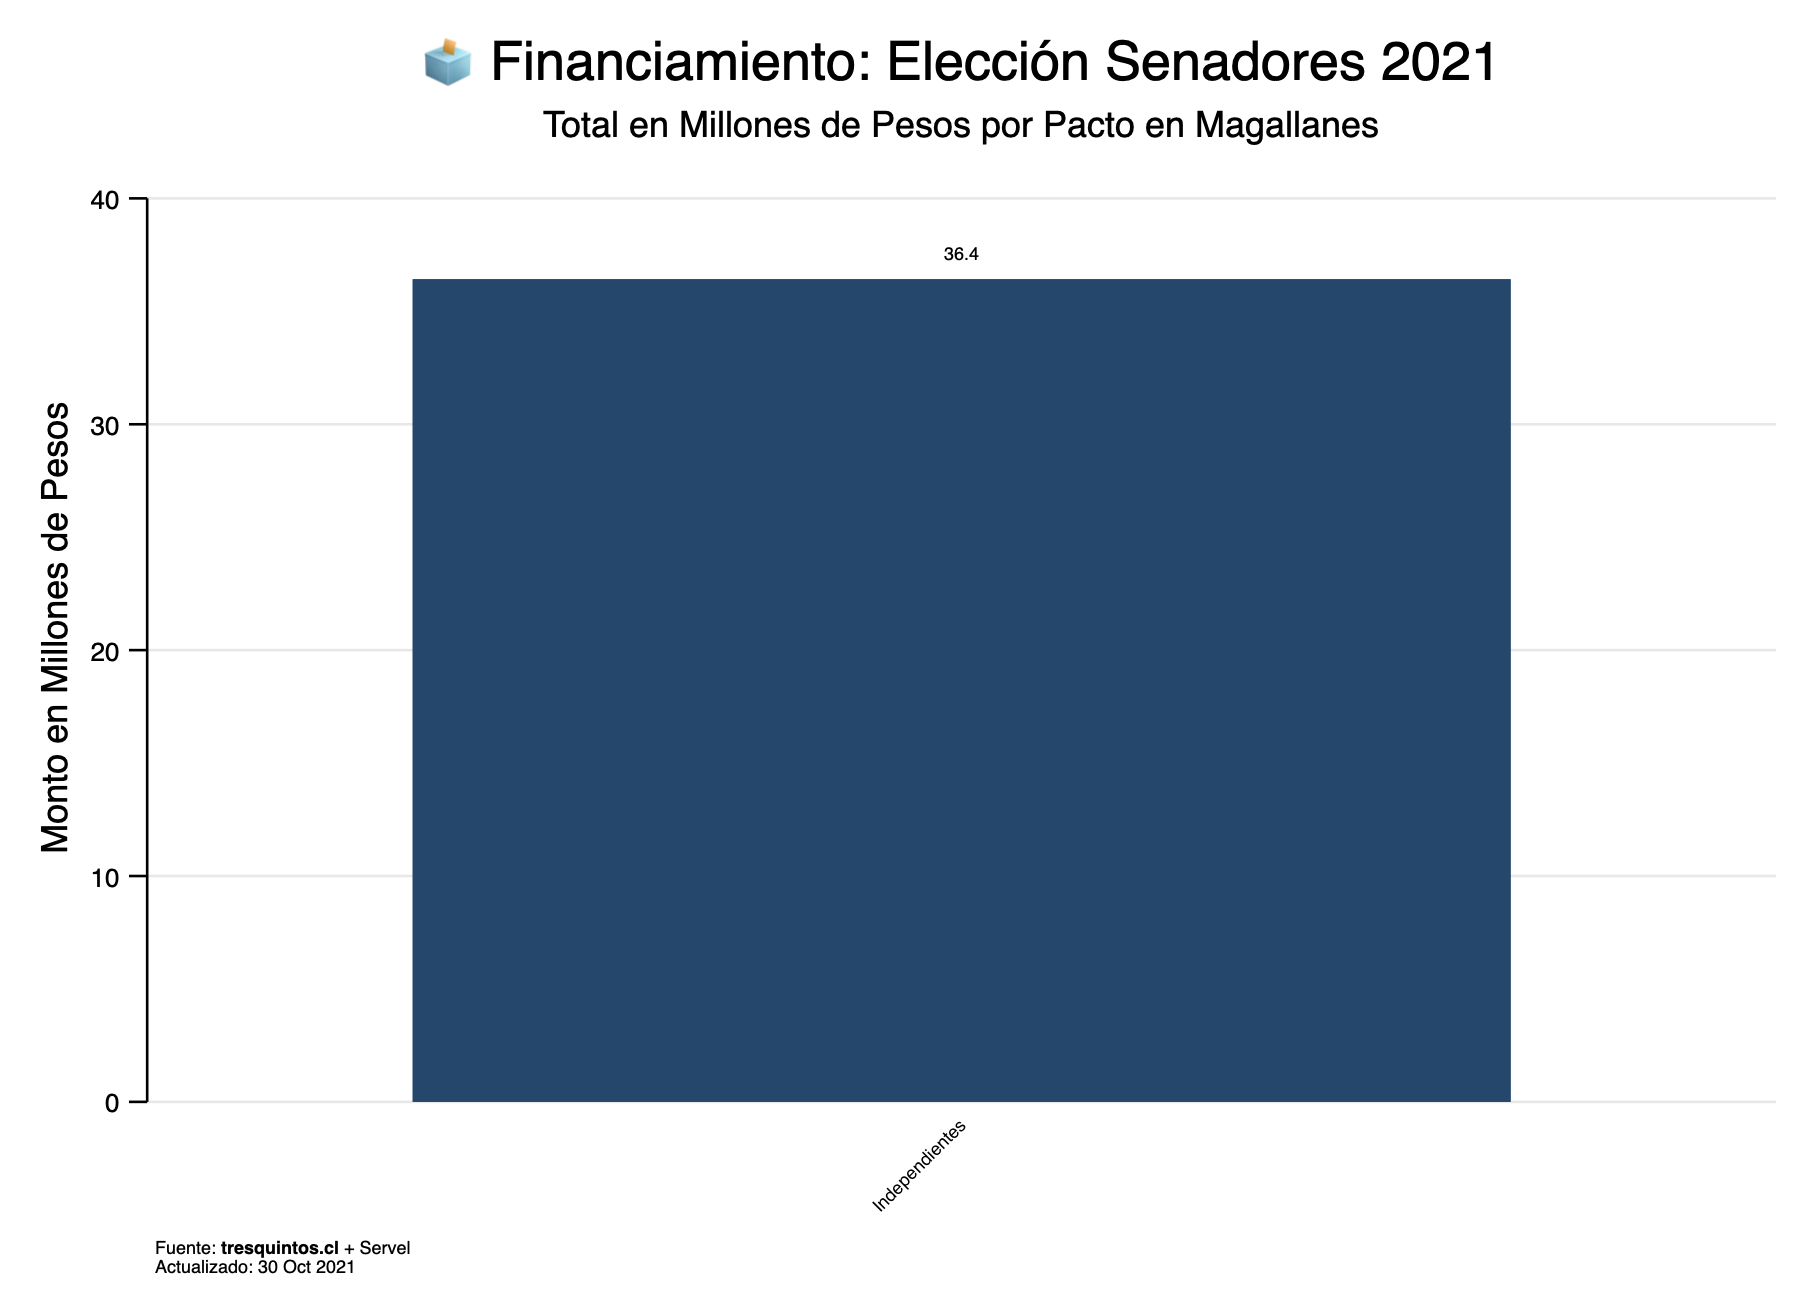 Financiamiento: Elección Senadores 2021
Total en Millones de Pesos por Pacto en Magallanes
Monto en Millones de Pesos
40
30
20
10
0
36.4
Independientes
Fuente: tresquintos.cl + Servel
Actualizado: 30 Oct 2021